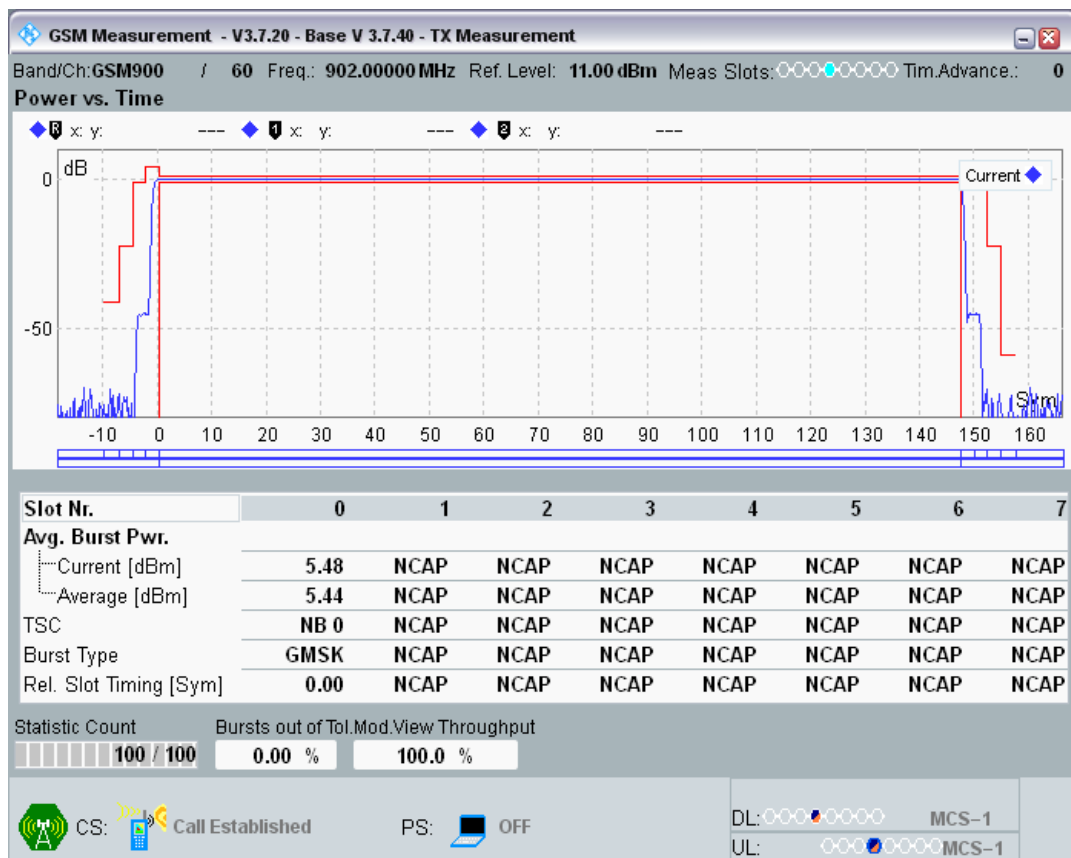 GSM Measurement - V3.7.20 - Base V 3.7.40 - TX Measurement
Band/Ch:GSM900 / 60 Freq.: 902.00000 MHz Ref. Level: 11.00 dBm Meas Slots: Tim.Advance.: 0
Power vs. Time
R x: y: --- 1 x: y: --- 2 x: y: ---
dB
Current
0
-50
Sym
-10 0 10 20 30 40 50 60 70 80 90 100 110 120 130 140 150 160
Slot Nr. 0 1 2 3 4 5 6 7
Avg. Burst Pwr.
Current [dBm] 5.48 NCAP NCAP NCAP NCAP NCAP NCAP NCAP
Average [dBm] 5.44 NCAP NCAP NCAP NCAP NCAP NCAP NCAP
TSC NB 0 NCAP NCAP NCAP NCAP NCAP NCAP NCAP
Burst Type GMSK NCAP NCAP NCAP NCAP NCAP NCAP NCAP
Rel. Slot Timing [Sym] 0.00 NCAP NCAP NCAP NCAP NCAP NCAP NCAP
Statistic Count Bursts out of Tol. Mod.View Throughput
100 / 100 0.00 % 100.0 %
CS: Call Established PS: OFF DL: MCS-1
UL: MCS-1